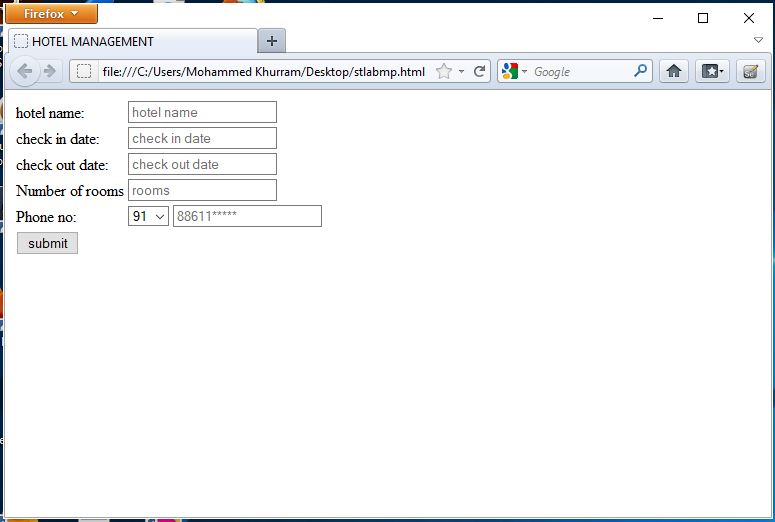 Firefox
HOTEL MANAGEMENT
file:///C:/Users/Mohammed Khurram/Desktop/stlabmp.html Google
hotel name: hotel name
check in date: check in date
check out date: check out date
Number of rooms rooms
Phone no: 91 88611*****
submit